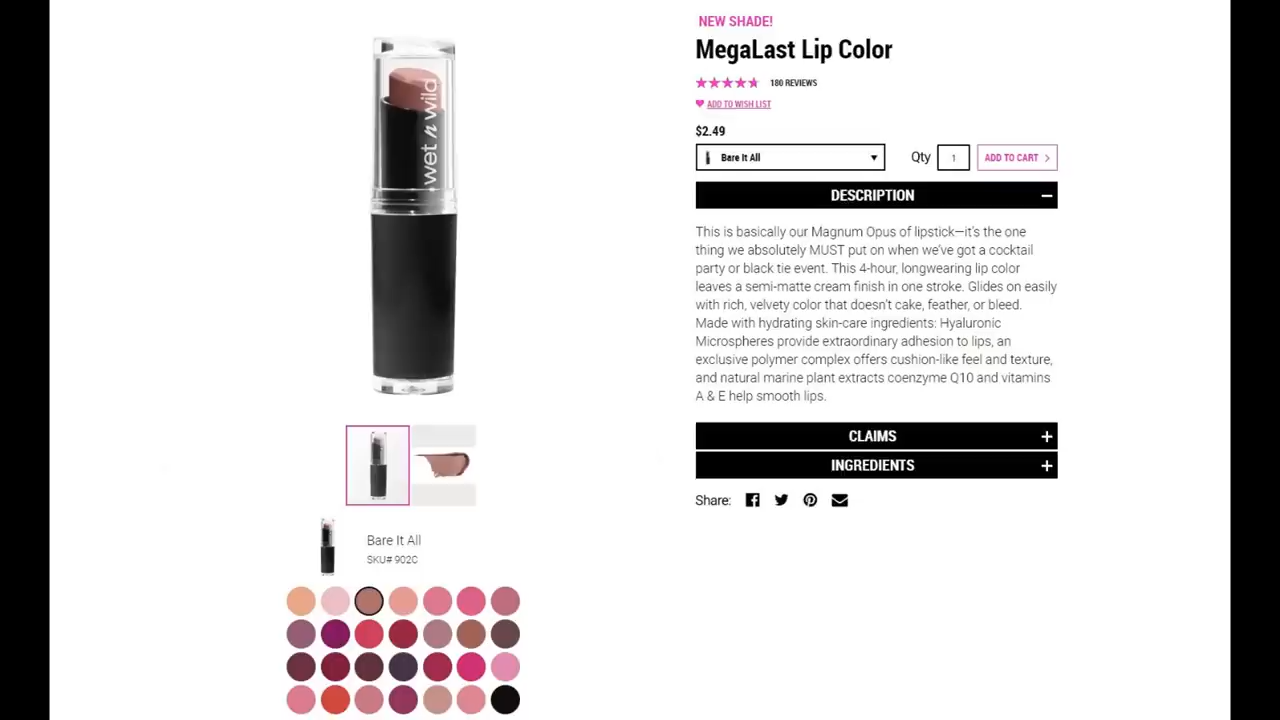 wet n wild
Bare It All
SKU# 902C
NEW SHADE!
MegaLast Lip Color
180 REVIEWS
ADD TO WISH LIST
$2.49
Bare It All
Qty
1
ADD TO CART
DESCRIPTION
This is basically our Magnum Opus of lipstick—it's the one
thing we absolutely MUST put on when we've got a cocktail
party or black tie event. This 4-hour, longwearing lip color
leaves a semi-matte cream finish in one stroke. Glides on easily
with rich, velvety color that doesn't cake, feather, or bleed.
Made with hydrating skin-care ingredients: Hyaluronic
Microspheres provide extraordinary adhesion to lips, an
exclusive polymer complex offers cushion-like feel and texture,
and natural marine plant extracts coenzyme Q10 and vitamins
A & E help smooth lips.
CLAIMS
INGREDIENTS
Share: